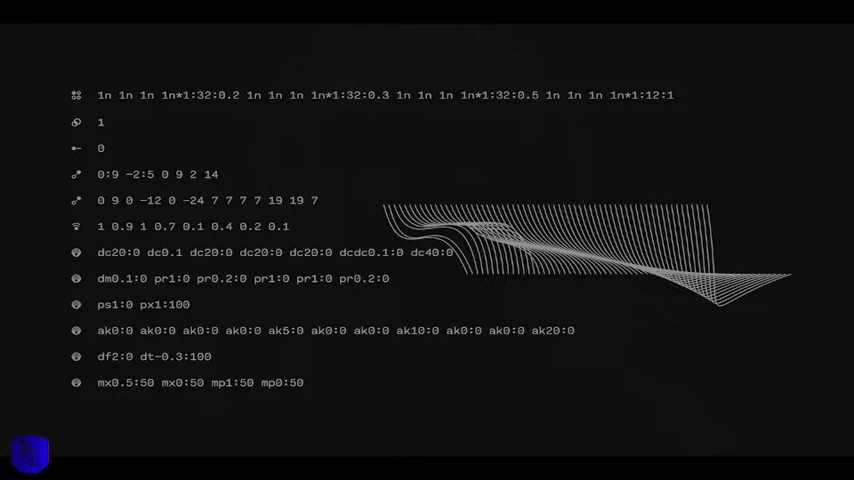 1n 1n 1n 1n*1:32:0.2 1n 1n 1n 1n*1:32:0.3 1n 1n 1n 1n*1:32:0.5 1n 1n 1n 1n*1:12:1
1
0
0:9 -2:5 0 9 2 14
0 9 0 -12 0 -24 7 7 7 7 19 19 7
1 0.9 1 0.7 0.1 0.4 0.2 0.1
dc20:0 dc0.1 dc20:0 dc20:0 dc20:0 dcdc0.1:0 dc40:0
dm0.1:0 pr1:0 pr0.2:0 pr1:0 pr1:0 pr0.2:0
ps1:0 px1:100
ak0:0 ak0:0 ak0:0 ak0:0 ak5:0 ak0:0 ak0:0 ak10:0 ak0:0 ak0:0 ak20:0
df2:0 dt-0.3:100
mx0.5:50 mx0:50 mp1:50 mp0:50